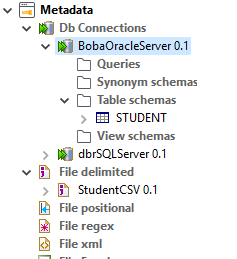 Metadata
Db Connections
BobaOracleServer 0.1
Queries
Synonym schemas
Table schemas
STUDENT
View schemas
dbrSQLServer 0.1
File delimited
StudentCSV 0.1
File positional
File regex
File xml